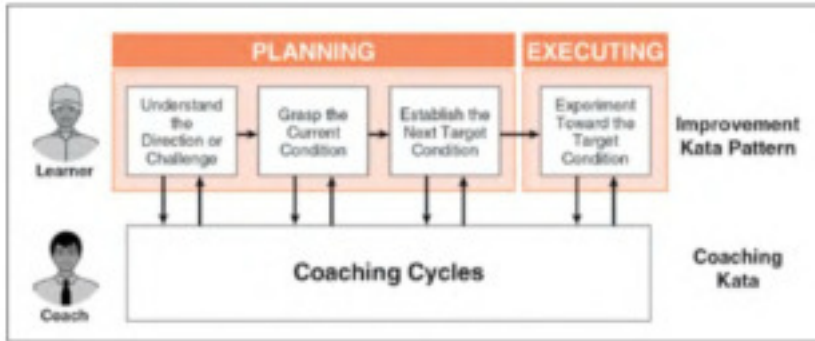 PLANNING
EXECUTING
Understand
the
Direction or
Challenge
Grasp the
Current
Condition
Establish the
Next Target
Condition
Experiment
Toward the
Target
Condition
Learner
Improvement
Kata Pattern
Coaching Cycles
Coach
Coaching
Kata